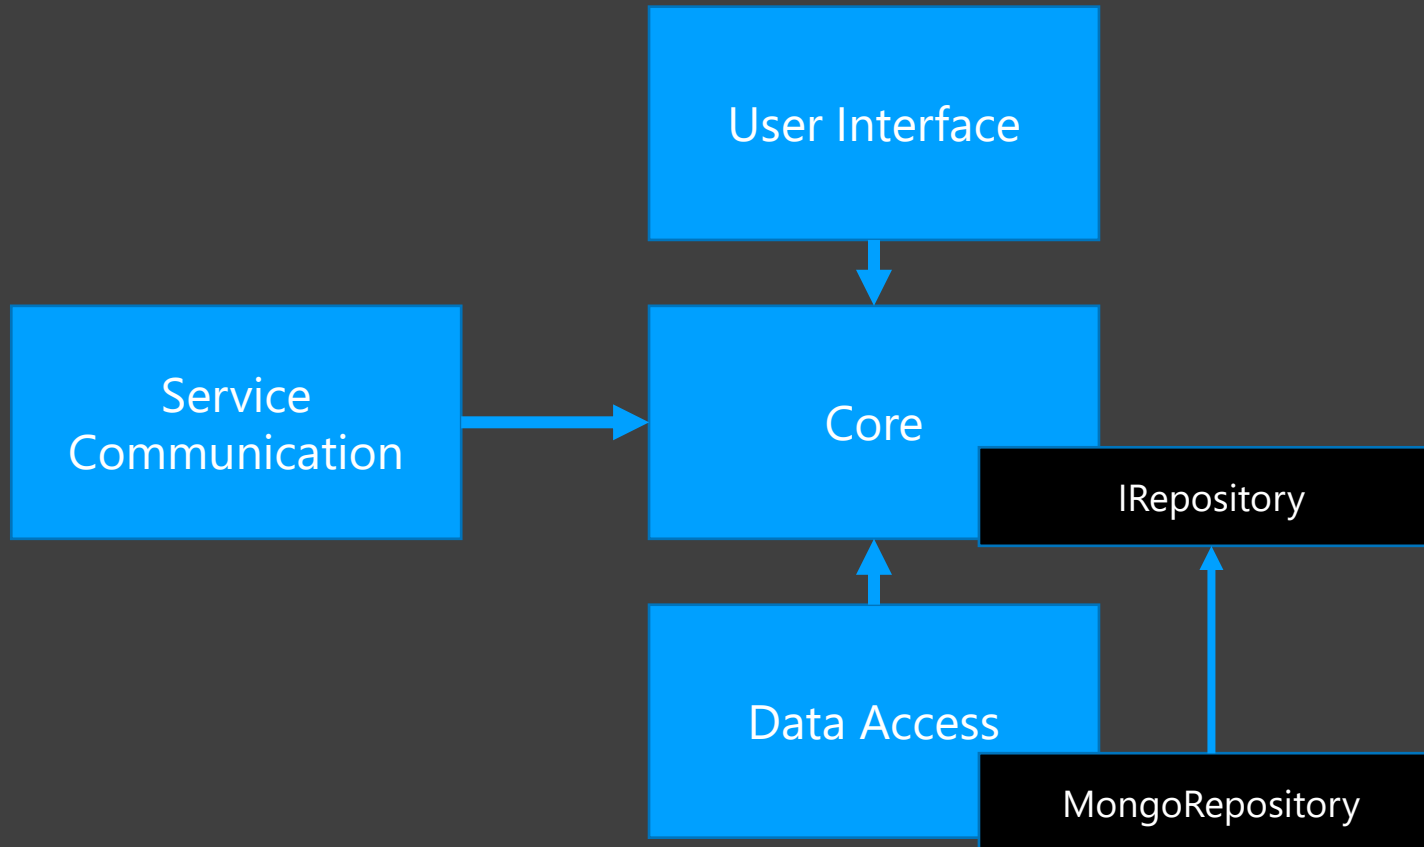 User Interface
Service
Communication
Core
IRepository
Data Access
MongoRepository